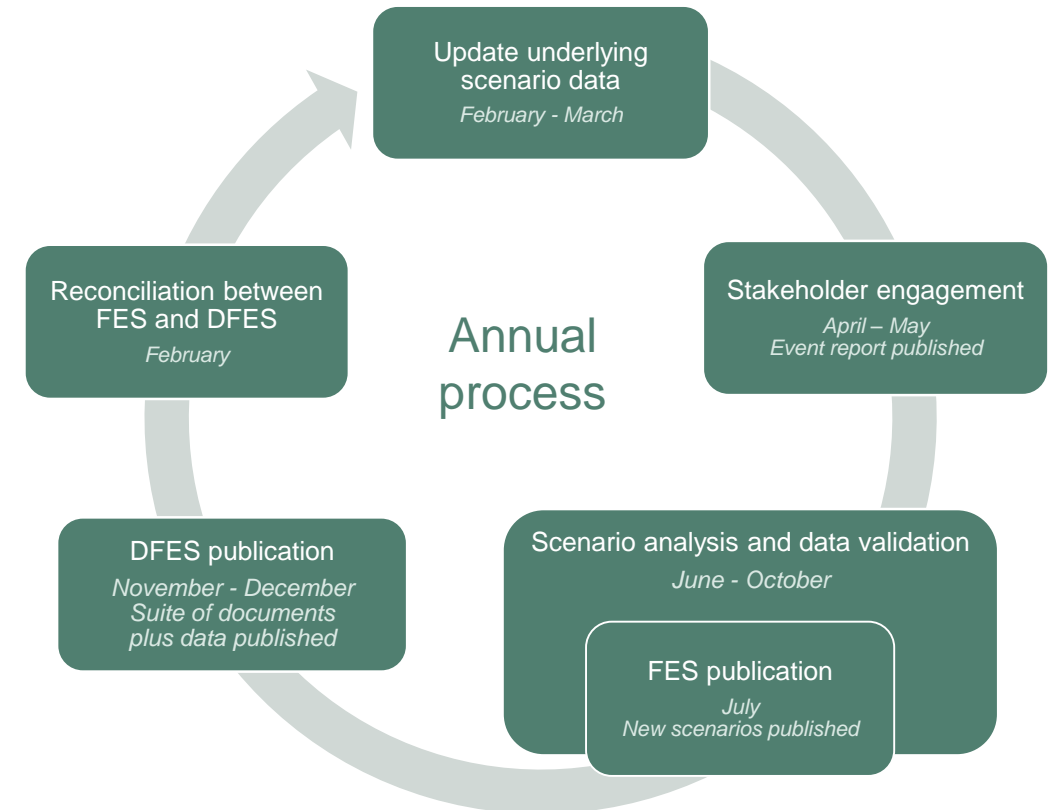 Update underlying
scenario data
February - March
Stakeholder engagement
April – May
Event report published
Scenario analysis and data validation
June - October
FES publication
July
New scenarios published
DFES publication
November - December
Suite of documents
plus data published
Reconciliation between
FES and DFES
February
Annual
process